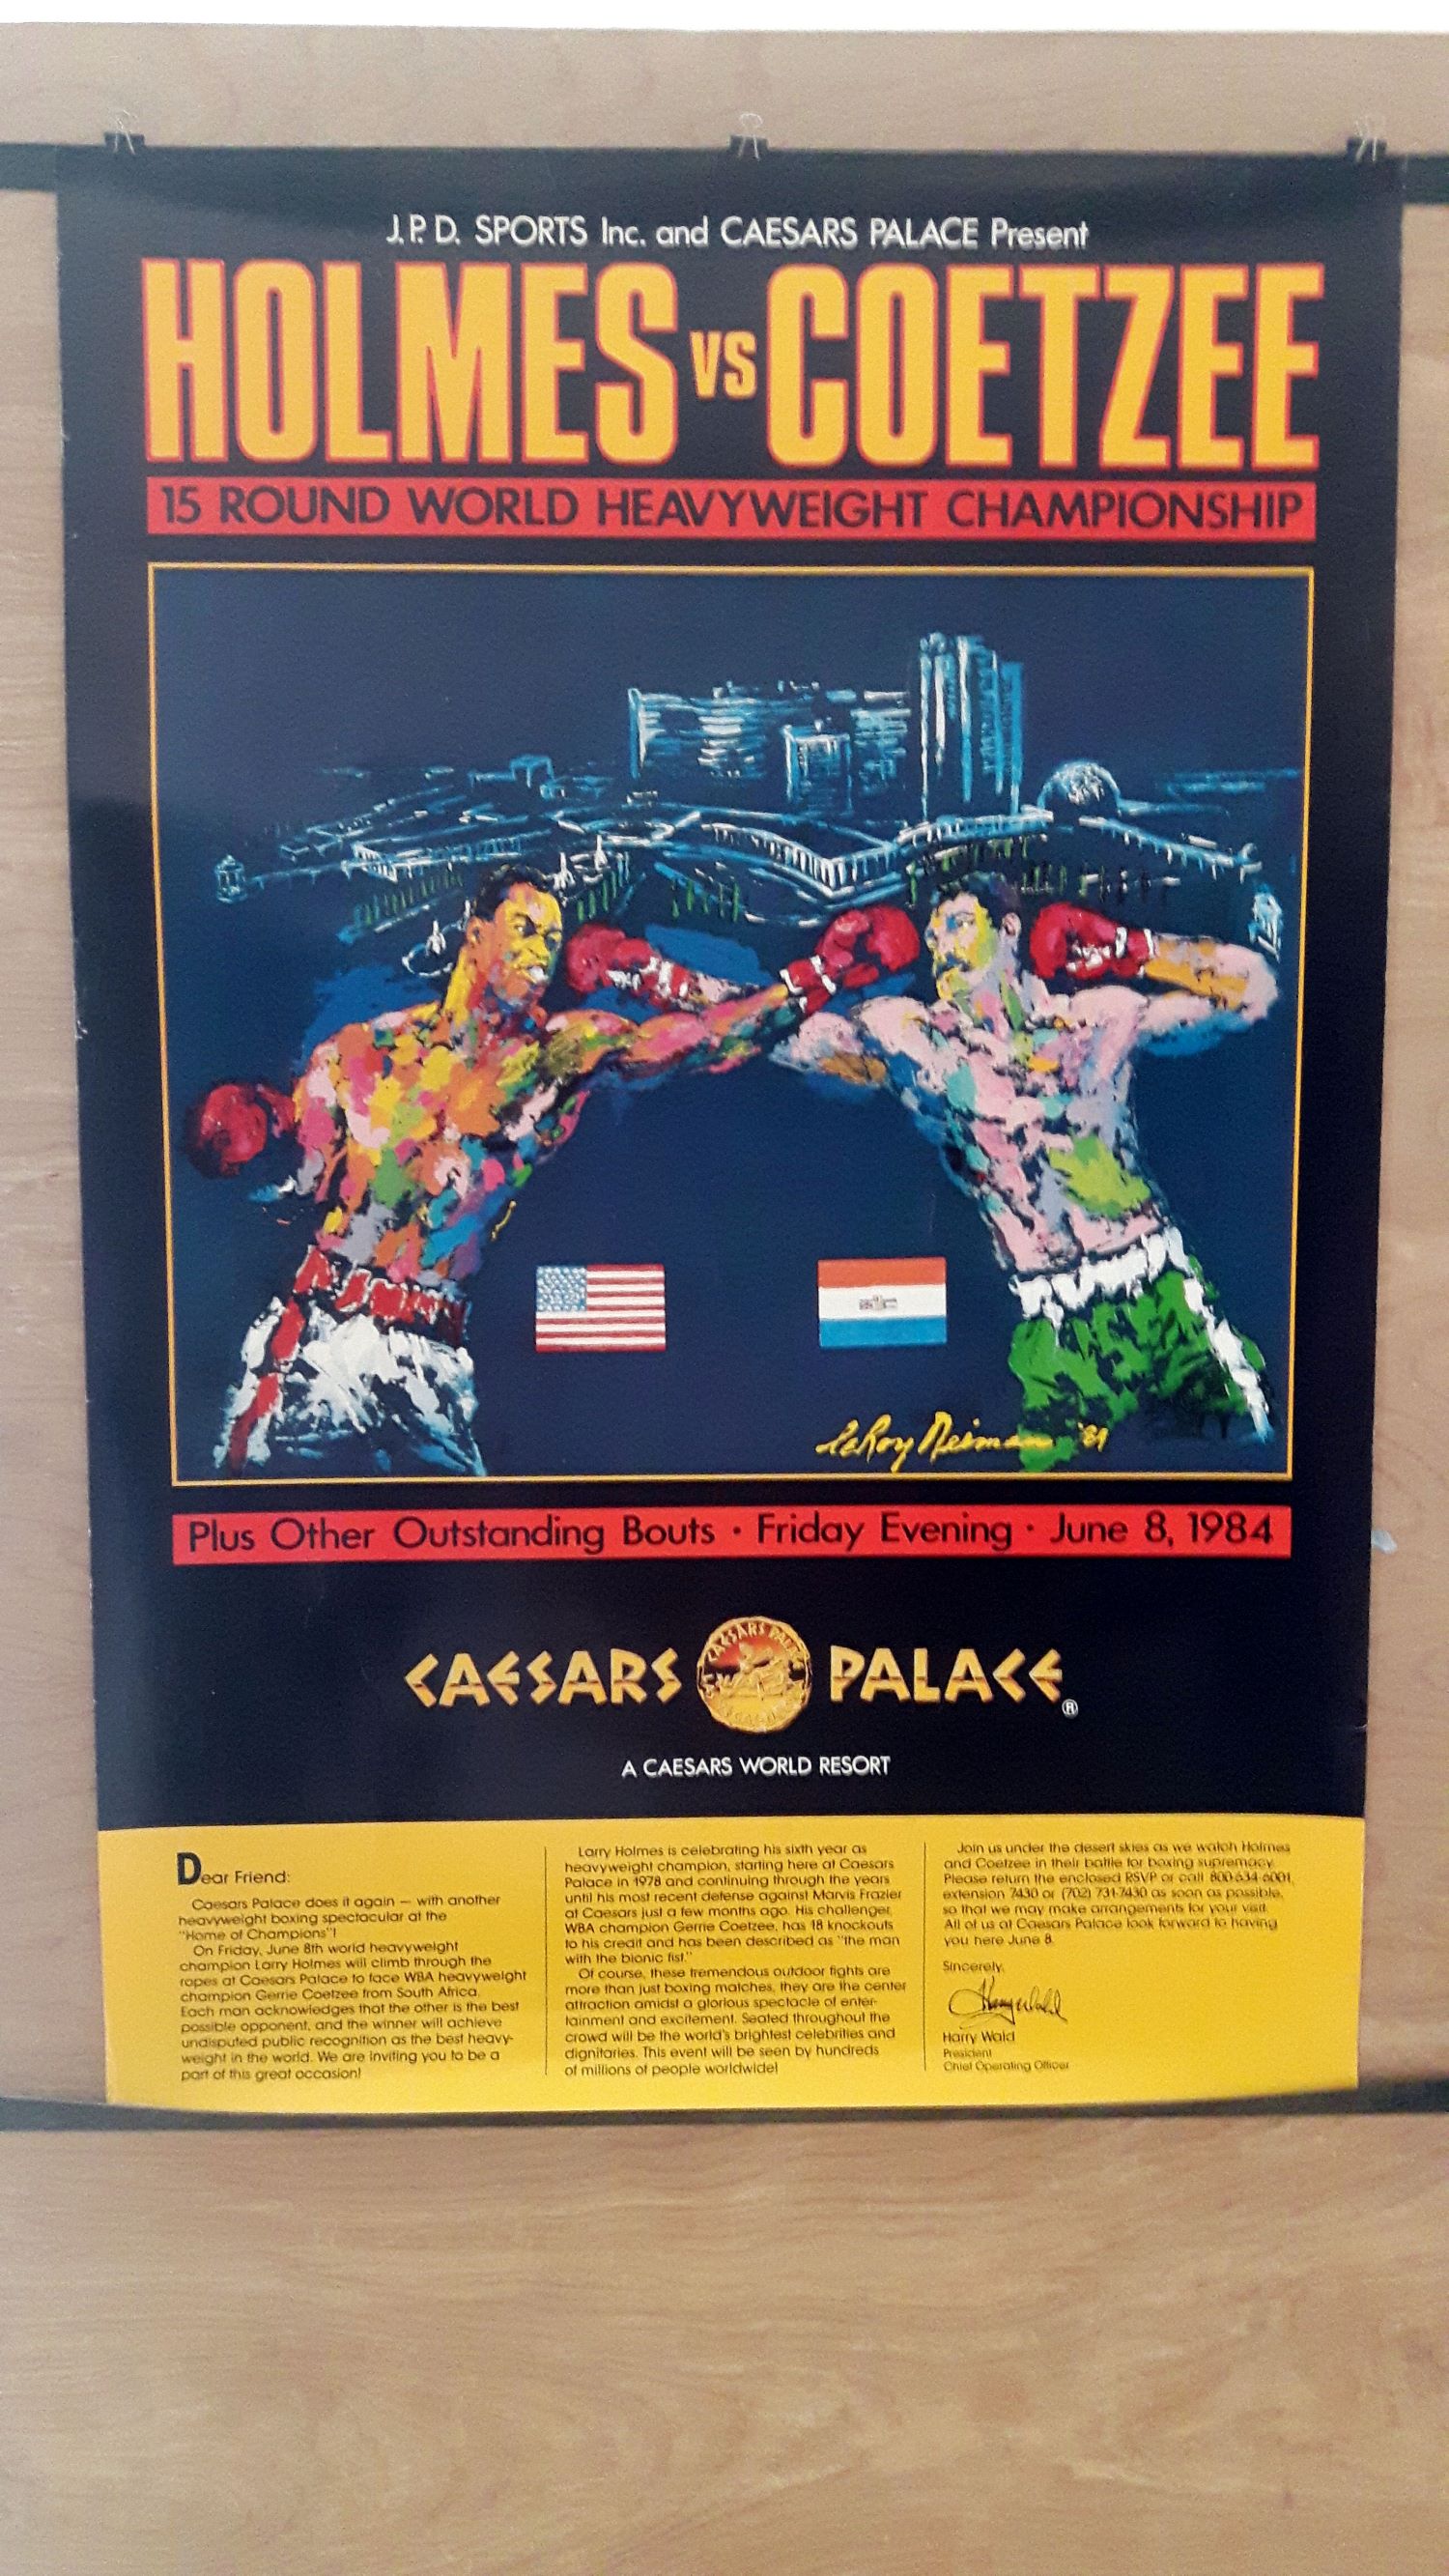 J.P.D. SPORTS Inc. and CAESARS PALACE Present
HOLMES VS COETZEE
15 ROUND WORLD HEAVYWEIGHT CHAMPIONSHIP
LeRoy Neiman '84
Plus Other Outstanding Bouts · Friday Evening · June 8, 1984
CAESARS PALACE®
CAESARS PALACE
A CAESARS WORLD RESORT
Dear Friend:
Caesars Palace does it again — with another
heavyweight boxing spectacular at the
"Home of Champions"!
On Friday, June 8th world heavyweight
champion Larry Holmes will climb through the
ropes at Caesars Palace to face WBA heavyweight
champion Gerrie Coetzee from South Africa.
Each man acknowledges that the other is the best
possible opponent, and the winner will achieve
undisputed public recognition as the best heavy-
weight in the world. We are inviting you to be a
part of this great occasion!
Larry Holmes is celebrating his sixth year as
heavyweight champion, starting here at Caesars
Palace in 1978 and continuing through the years
until his most recent defense against Marvis Frazier
at Caesars just a few months ago. His challenger,
WBA champion Gerrie Coetzee, has 18 knockouts
to his credit and has been described as "the man
with the bionic fist."
Of course, these tremendous outdoor fights are
more than just boxing matches, they are the center
attraction amidst a glorious spectacle of enter-
tainment and excitement. Seated throughout the
crowd will be the world's brightest celebrities and
dignitaries. This event will be seen by hundreds
of millions of people worldwide!
Join us under the desert skies as we watch Holmes
and Coetzee in their battle for boxing supremacy.
Please return the enclosed RSVP or call 800-634-6001,
extension 7430 or (702) 731-7430 as soon as possible,
so that we may make arrangements for your visit.
All of us at Caesars Palace look forward to having
you here June 8.
Sincerely,
Harry Wald
Harry Wald
President
Chief Operating Officer